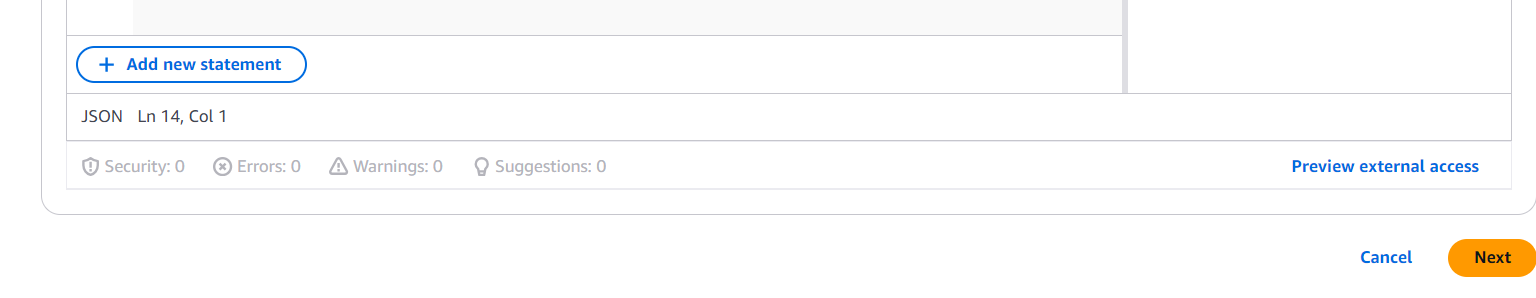 Add new statement
JSON Ln 14, Col 1
Security: 0 Errors: 0 Warnings: 0 Suggestions: 0 Preview external access
Cancel Next